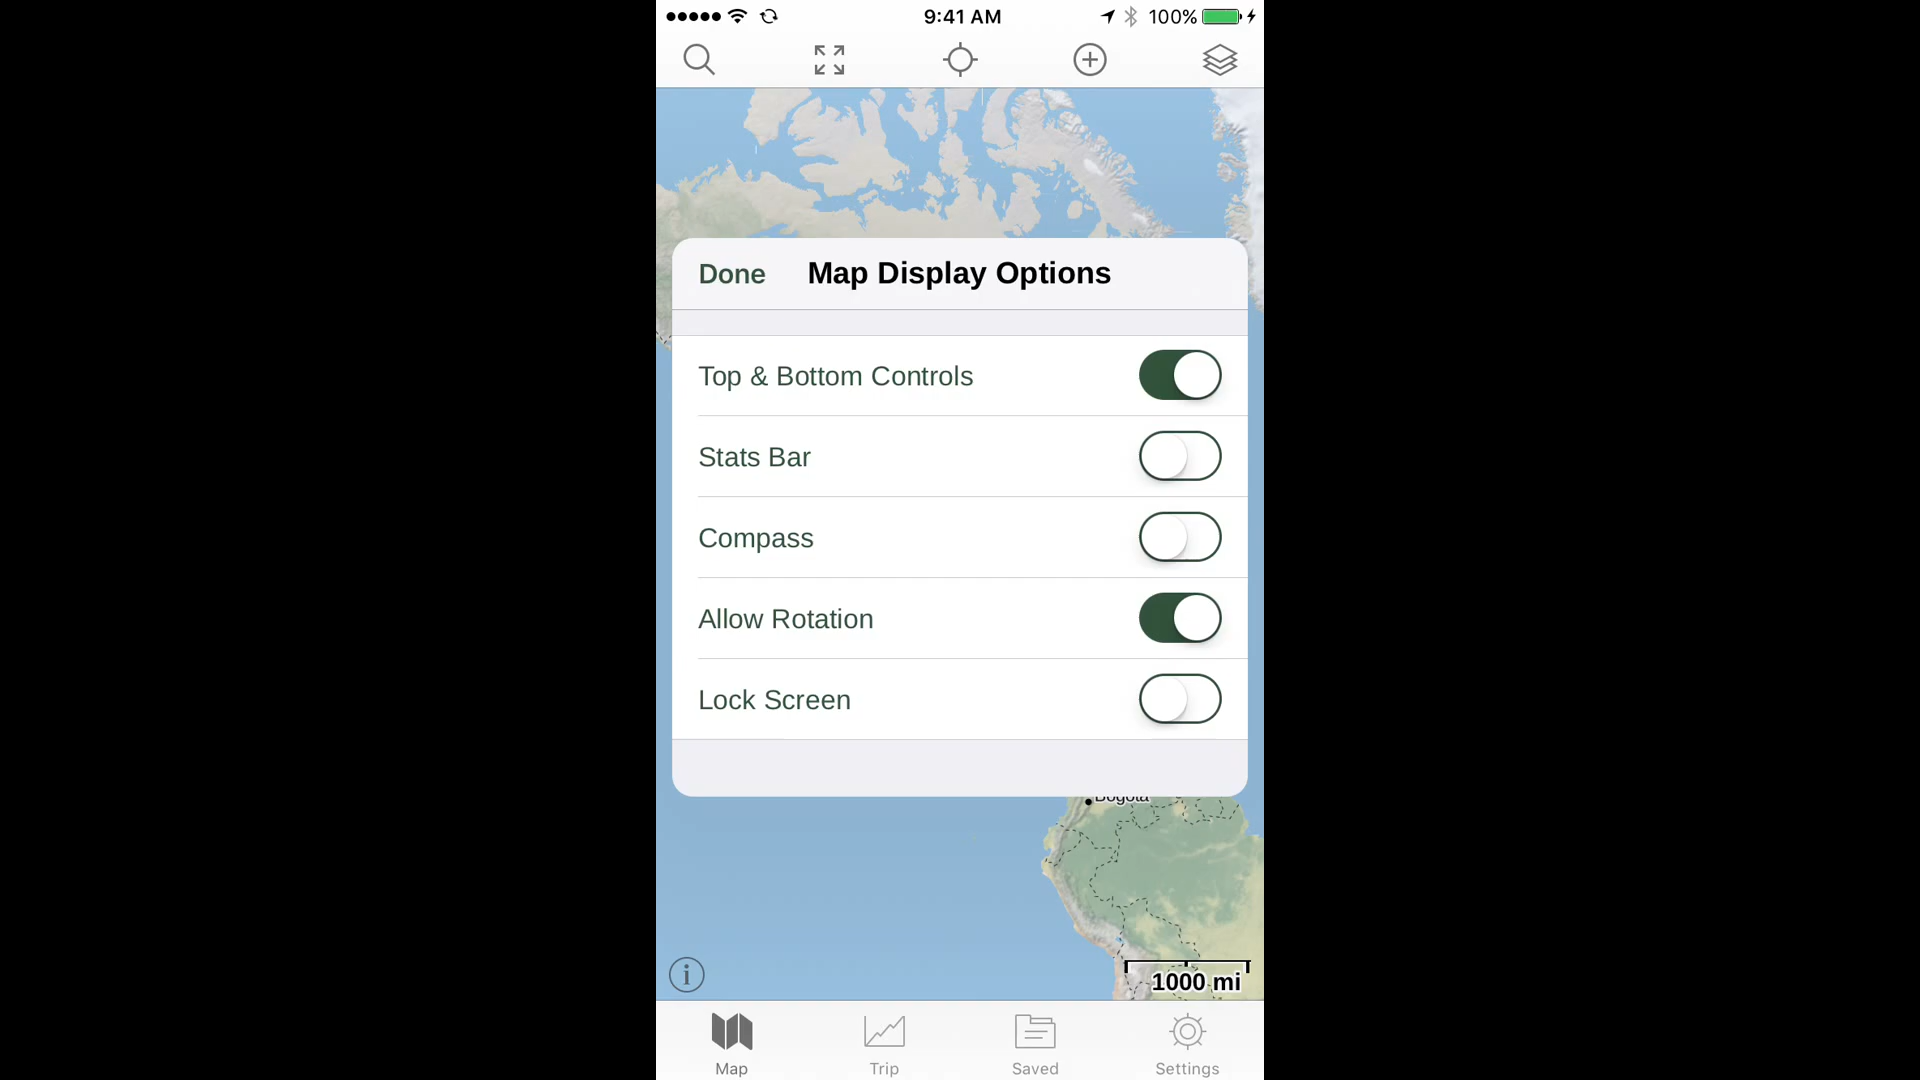 9:41 AM
100%
Done
Map Display Options
Top & Bottom Controls
Stats Bar
Compass
Allow Rotation
Lock Screen
Bogota
1000 mi
Map
Trip
Saved
Settings